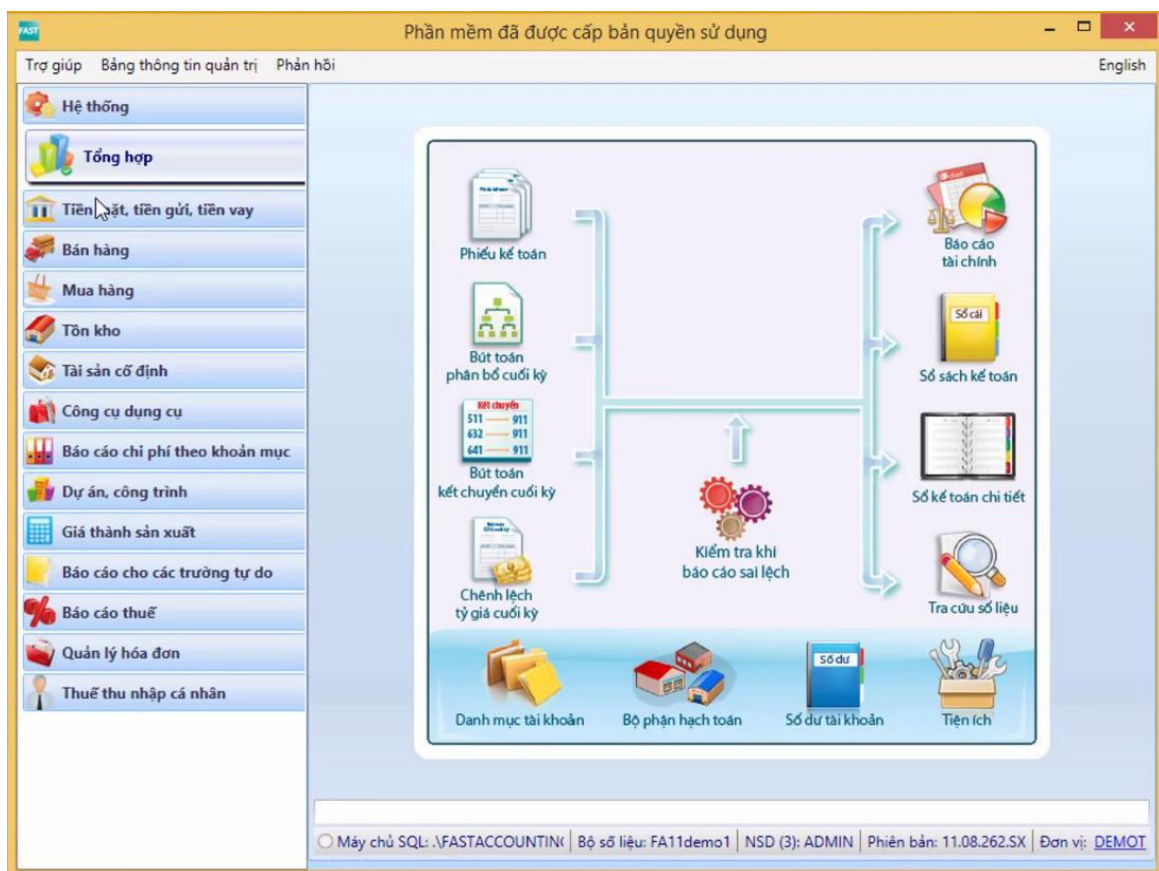 FAST
Phần mềm đã được cấp bản quyền sử dụng
Trợ giúp Bảng thông tin quản trị Phản hồi English
Hệ thống
Tổng hợp
Tiền mặt, tiền gửi, tiền vay
Bán hàng
Mua hàng
Tồn kho
Tài sản cố định
Công cụ dụng cụ
Báo cáo chi phí theo khoản mục
Dự án, công trình
Giá thành sản xuất
Báo cáo cho các trường tự do
Báo cáo thuế
Quản lý hóa đơn
Thuế thu nhập cá nhân
Phiếu kế toán
Bút toán
phân bổ cuối kỳ
Kết chuyển
511 911
632 911
641 911
Bút toán
kết chuyển cuối kỳ
Chênh lệch
tỷ giá cuối kỳ
Kiểm tra khi
báo cáo sai lệch
Báo cáo
tài chính
Sổ cái
Sổ sách kế toán
Sổ kế toán chi tiết
Tra cứu số liệu
Danh mục tài khoản
Bộ phận hạch toán
Số dư
Số dư tài khoản
Tiện ích
Máy chủ SQL: .\FASTACCOUNTIN Bộ số liệu: FA11demo1 NSD (3): ADMIN Phiên bản: 11.08.262.SX Đơn vị: DEMOT